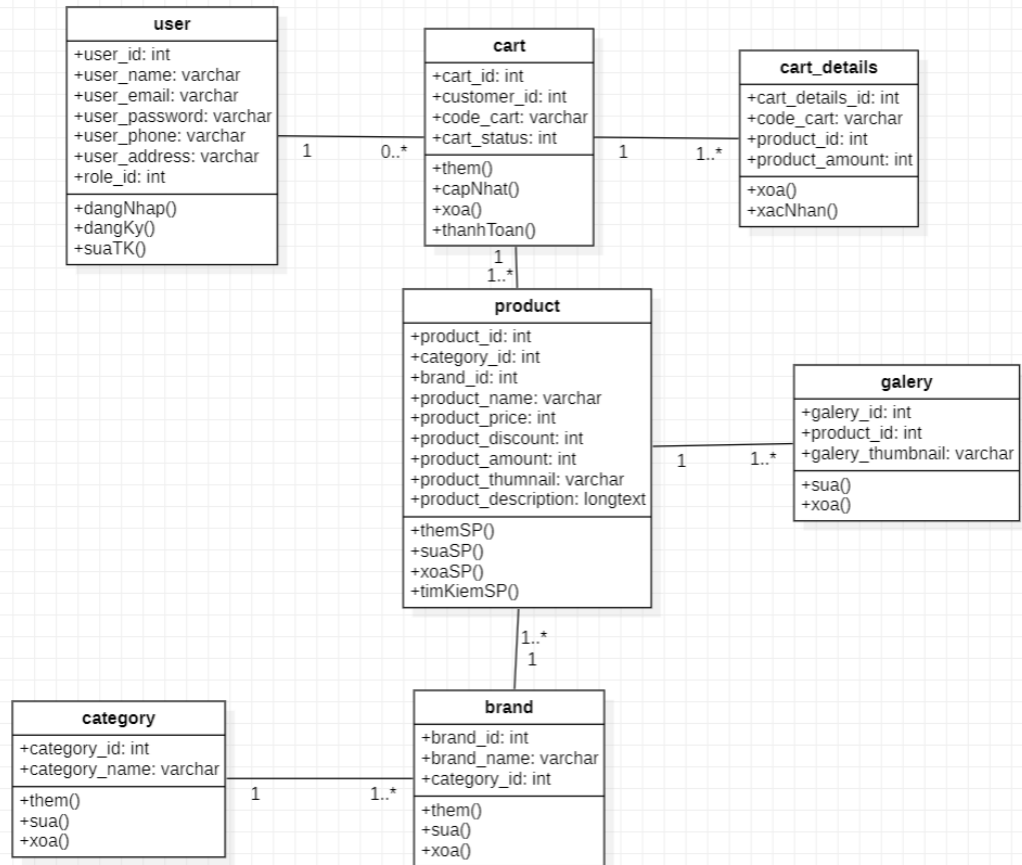 user
+user_id: int
+user_name: varchar
+user_email: varchar
+user_password: varchar
+user_phone: varchar
+user_address: varchar
+role_id: int
+dangNhap()
+dangKy()
+suaTK()
1
0..*
cart
+cart_id: int
+customer_id: int
+code_cart: varchar
+cart_status: int
+them()
+capNhat()
+xoa()
+thanhToan()
1
1..*
cart_details
+cart_details_id: int
+code_cart: varchar
+product_id: int
+product_amount: int
+xoa()
+xacNhan()
1
1..*
product
+product_id: int
+category_id: int
+brand_id: int
+product_name: varchar
+product_price: int
+product_discount: int
+product_amount: int
+product_thumnail: varchar
+product_description: longtext
+themSP()
+suaSP()
+xoaSP()
+timKiemSP()
1
1..*
galery
+galery_id: int
+product_id: int
+galery_thumbnail: varchar
+sua()
+xoa()
1..*
1
category
+category_id: int
+category_name: varchar
+them()
+sua()
+xoa()
1
1..*
brand
+brand_id: int
+brand_name: varchar
+category_id: int
+them()
+sua()
+xoa()